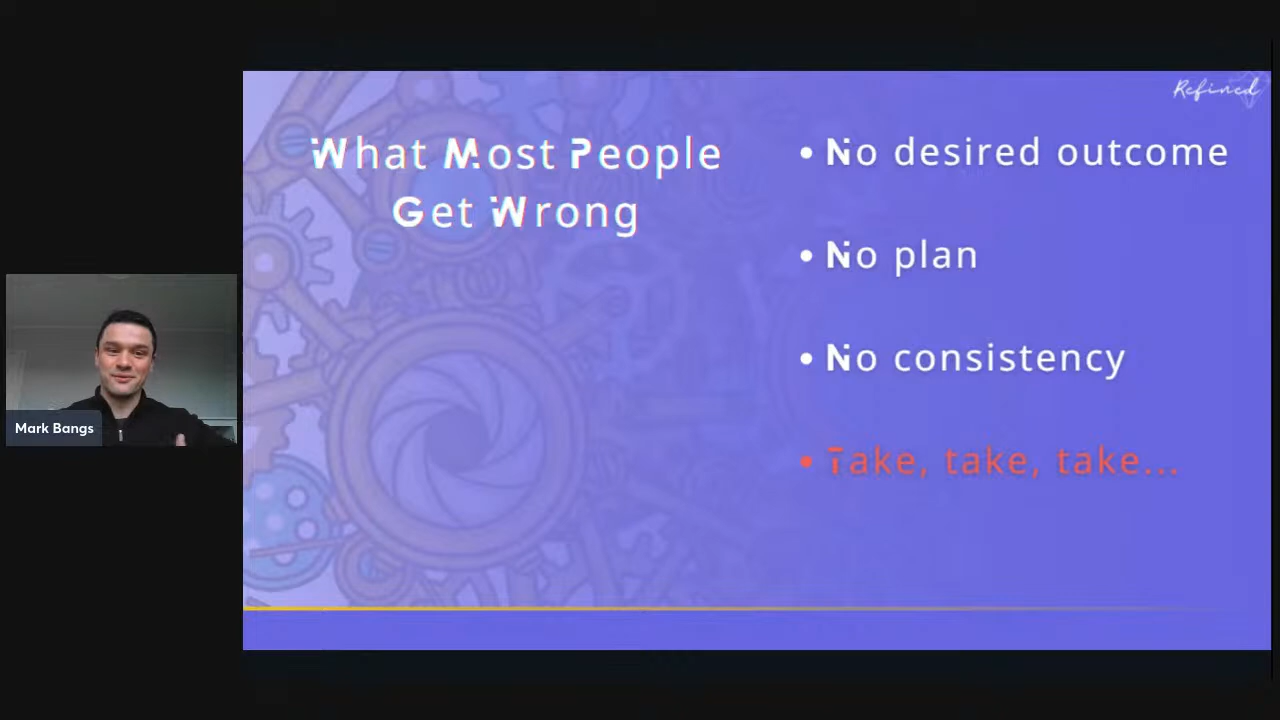 Refined
What Most People
Get Wrong
• No desired outcome
• No plan
• No consistency
• Take, take, take...
Mark Bangs